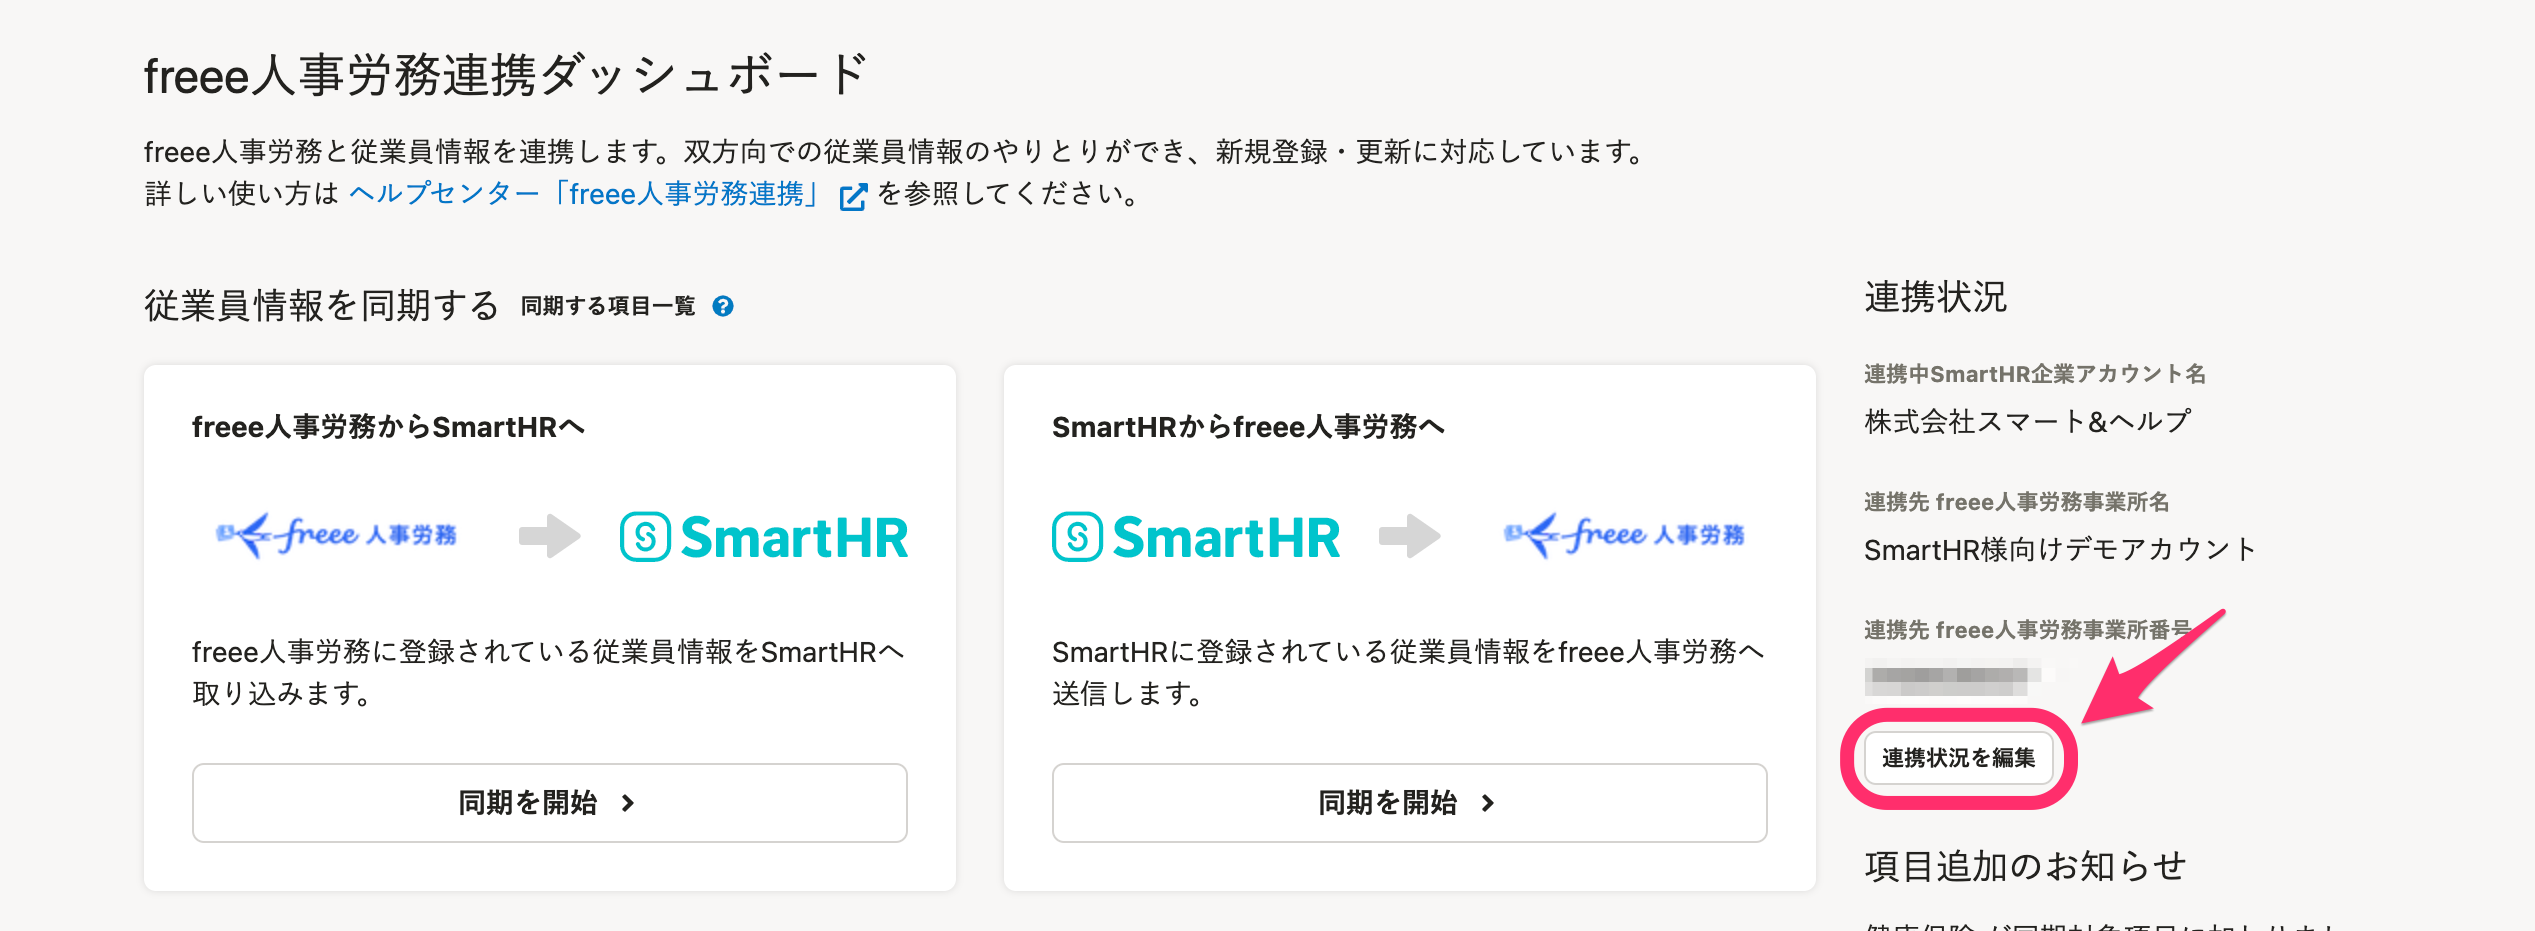 freee人事労務連携ダッシュボード
freee人事労務と従業員情報を連携します。双方向での従業員情報のやりとりができ、新規登録・更新に対応しています。
詳しい使い方は ヘルプセンター「freee人事労務連携」 を参照してください。
従業員情報を同期する 同期する項目一覧 ?
freee人事労務からSmartHRへ
freee 人事労務 SmartHR
freee人事労務に登録されている従業員情報をSmartHRへ
取り込みます。
同期を開始
SmartHRからfreee人事労務へ
SmartHR freee 人事労務
SmartHRに登録されている従業員情報をfreee人事労務へ
送信します。
同期を開始
連携状況
連携中SmartHR企業アカウント名
株式会社スマート&ヘルプ
連携先 freee人事労務事業所名
SmartHR様向けデモアカウント
連携先 freee人事労務事業所番号
連携状況を編集
項目追加のお知らせ